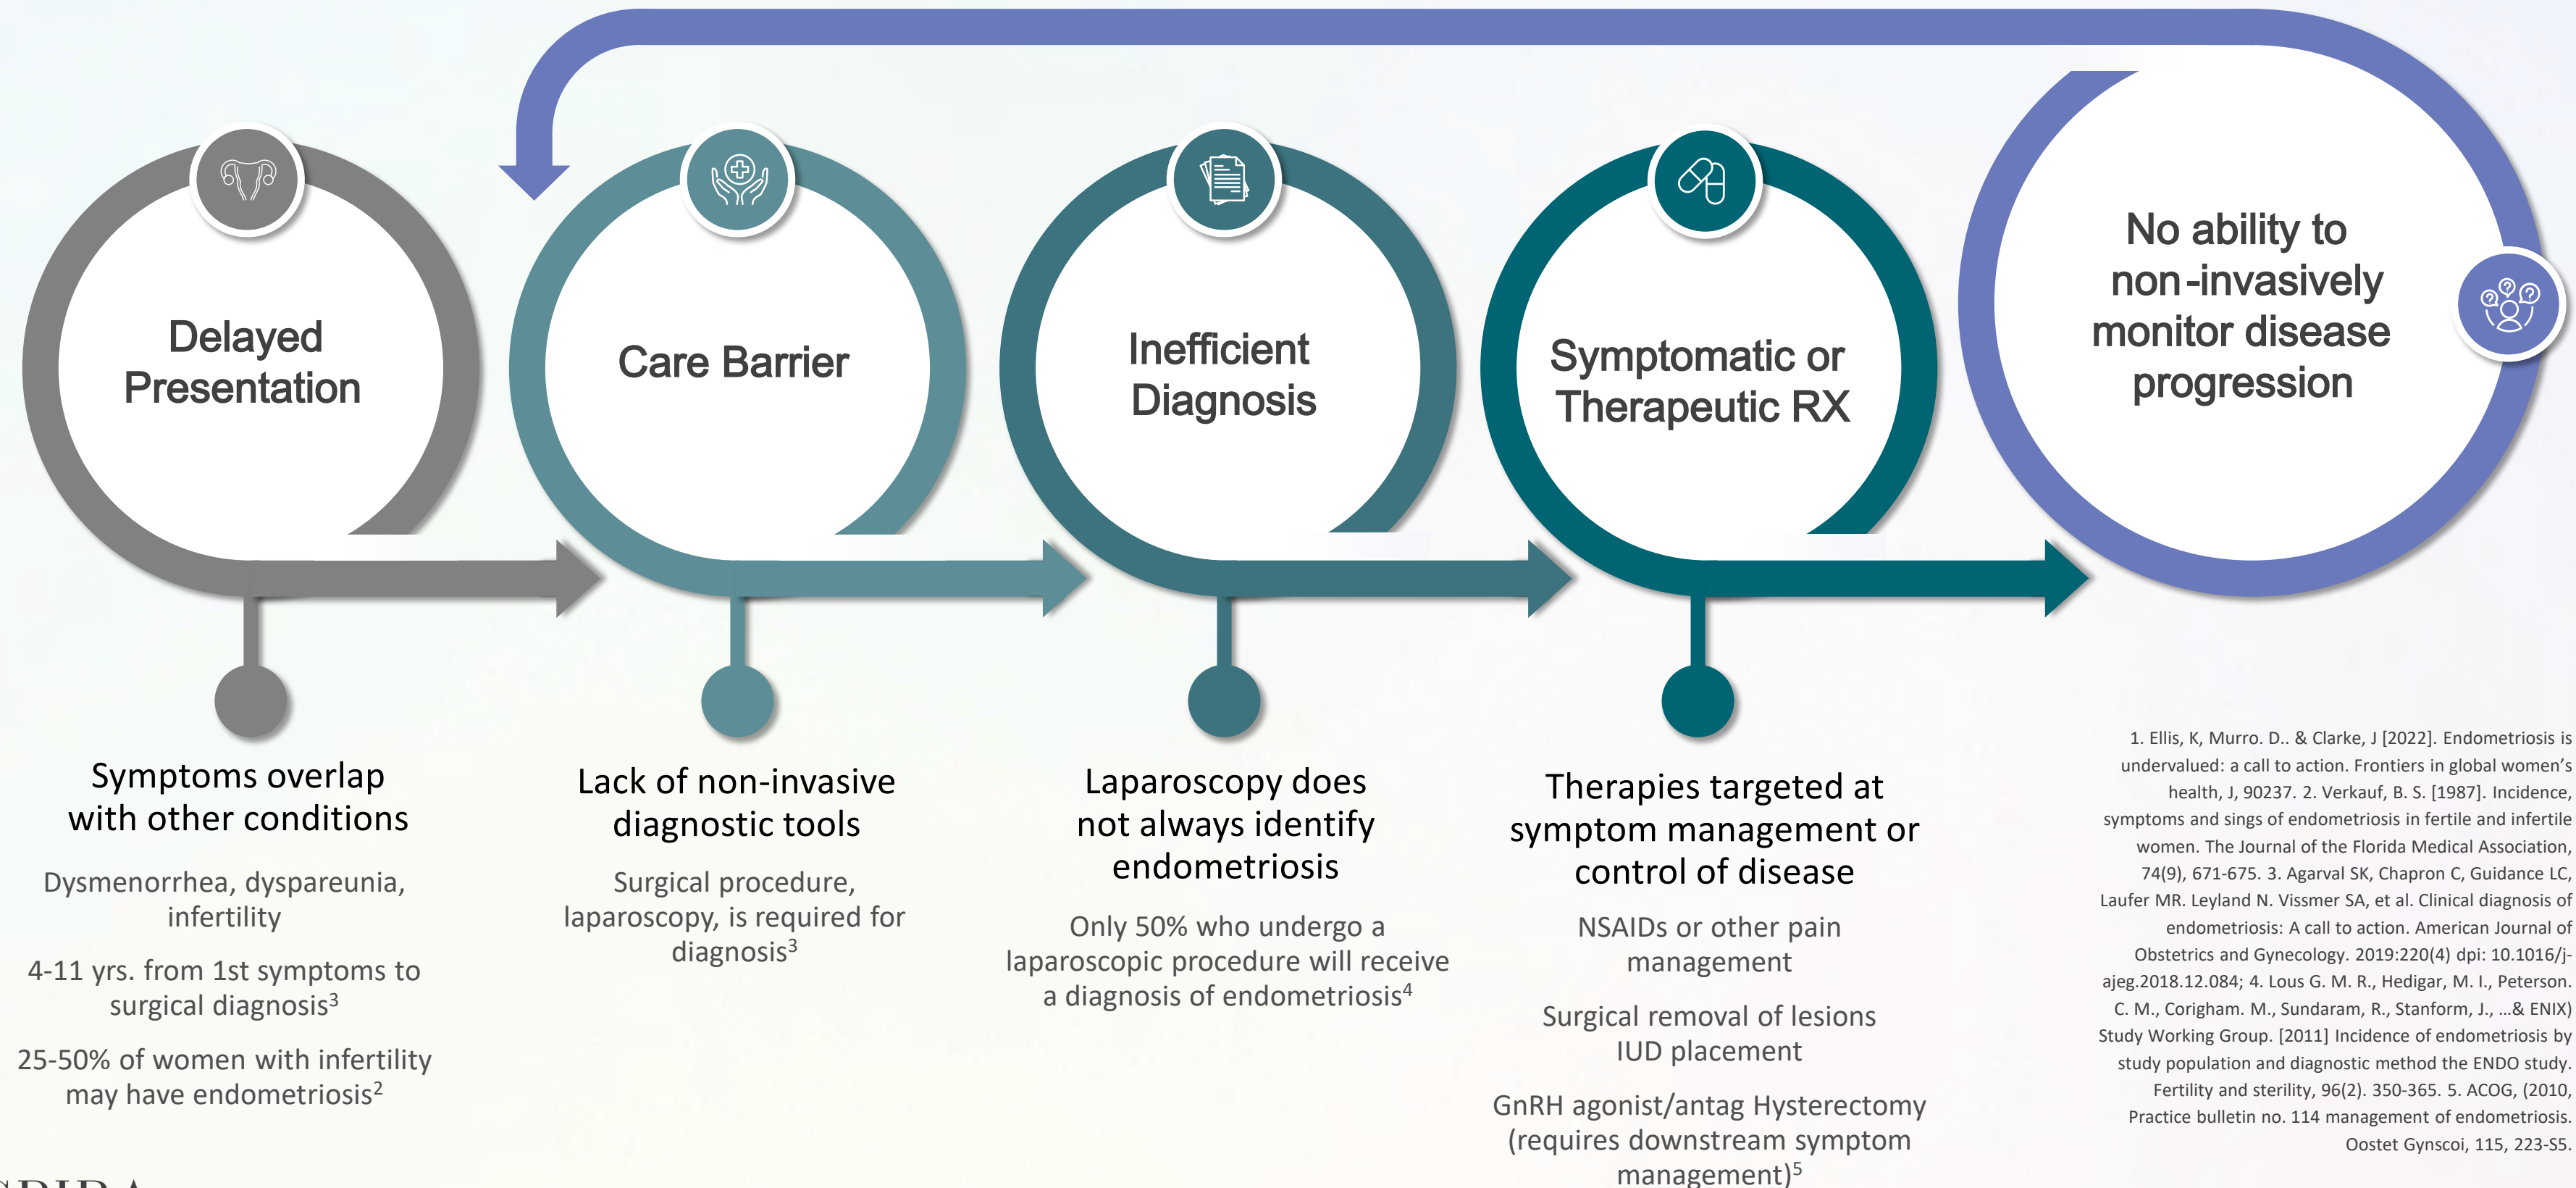 Delayed
Presentation
Care Barrier
Inefficient
Diagnosis
Symptomatic or
Therapeutic RX
No ability to
non-invasively
monitor disease
progression
Symptoms overlap
with other conditions
Dysmenorrhea, dyspareunia,
infertility
4-11 yrs. from 1st symptoms to
surgical diagnosis3
25-50% of women with infertility
may have endometriosis2
Lack of non-invasive
diagnostic tools
Surgical procedure,
laparoscopy, is required for
diagnosis3
Laparoscopy does
not always identify
endometriosis
Only 50% who undergo a
laparoscopic procedure will receive
a diagnosis of endometriosis4
Therapies targeted at
symptom management or
control of disease
NSAIDs or other pain
management
Surgical removal of lesions
IUD placement
GnRH agonist/antag Hysterectomy
(requires downstream symptom
management)5
1. Ellis, K, Murro. D.. & Clarke, J [2022]. Endometriosis is
undervalued: a call to action. Frontiers in global women's
health, J, 90237. 2. Verkauf, B. S. [1987]. Incidence,
symptoms and sings of endometriosis in fertile and infertile
women. The Journal of the Florida Medical Association,
74(9), 671-675. 3. Agarval SK, Chapron C, Guidance LC,
Laufer MR. Leyland N. Vissmer SA, et al. Clinical diagnosis of
endometriosis: A call to action. American Journal of
Obstetrics and Gynecology. 2019:220(4) dpi: 10.1016/j-
ajeg.2018.12.084; 4. Lous G. M. R., Hedigar, M. I., Peterson.
C. M., Corigham. M., Sundaram, R., Stanform, J., ...& ENIX)
Study Working Group. [2011] Incidence of endometriosis by
study population and diagnostic method the ENDO study.
Fertility and sterility, 96(2). 350-365. 5. ACOG, (2010,
Practice bulletin no. 114 management of endometriosis.
Oostet Gynscoi, 115, 223-S5.